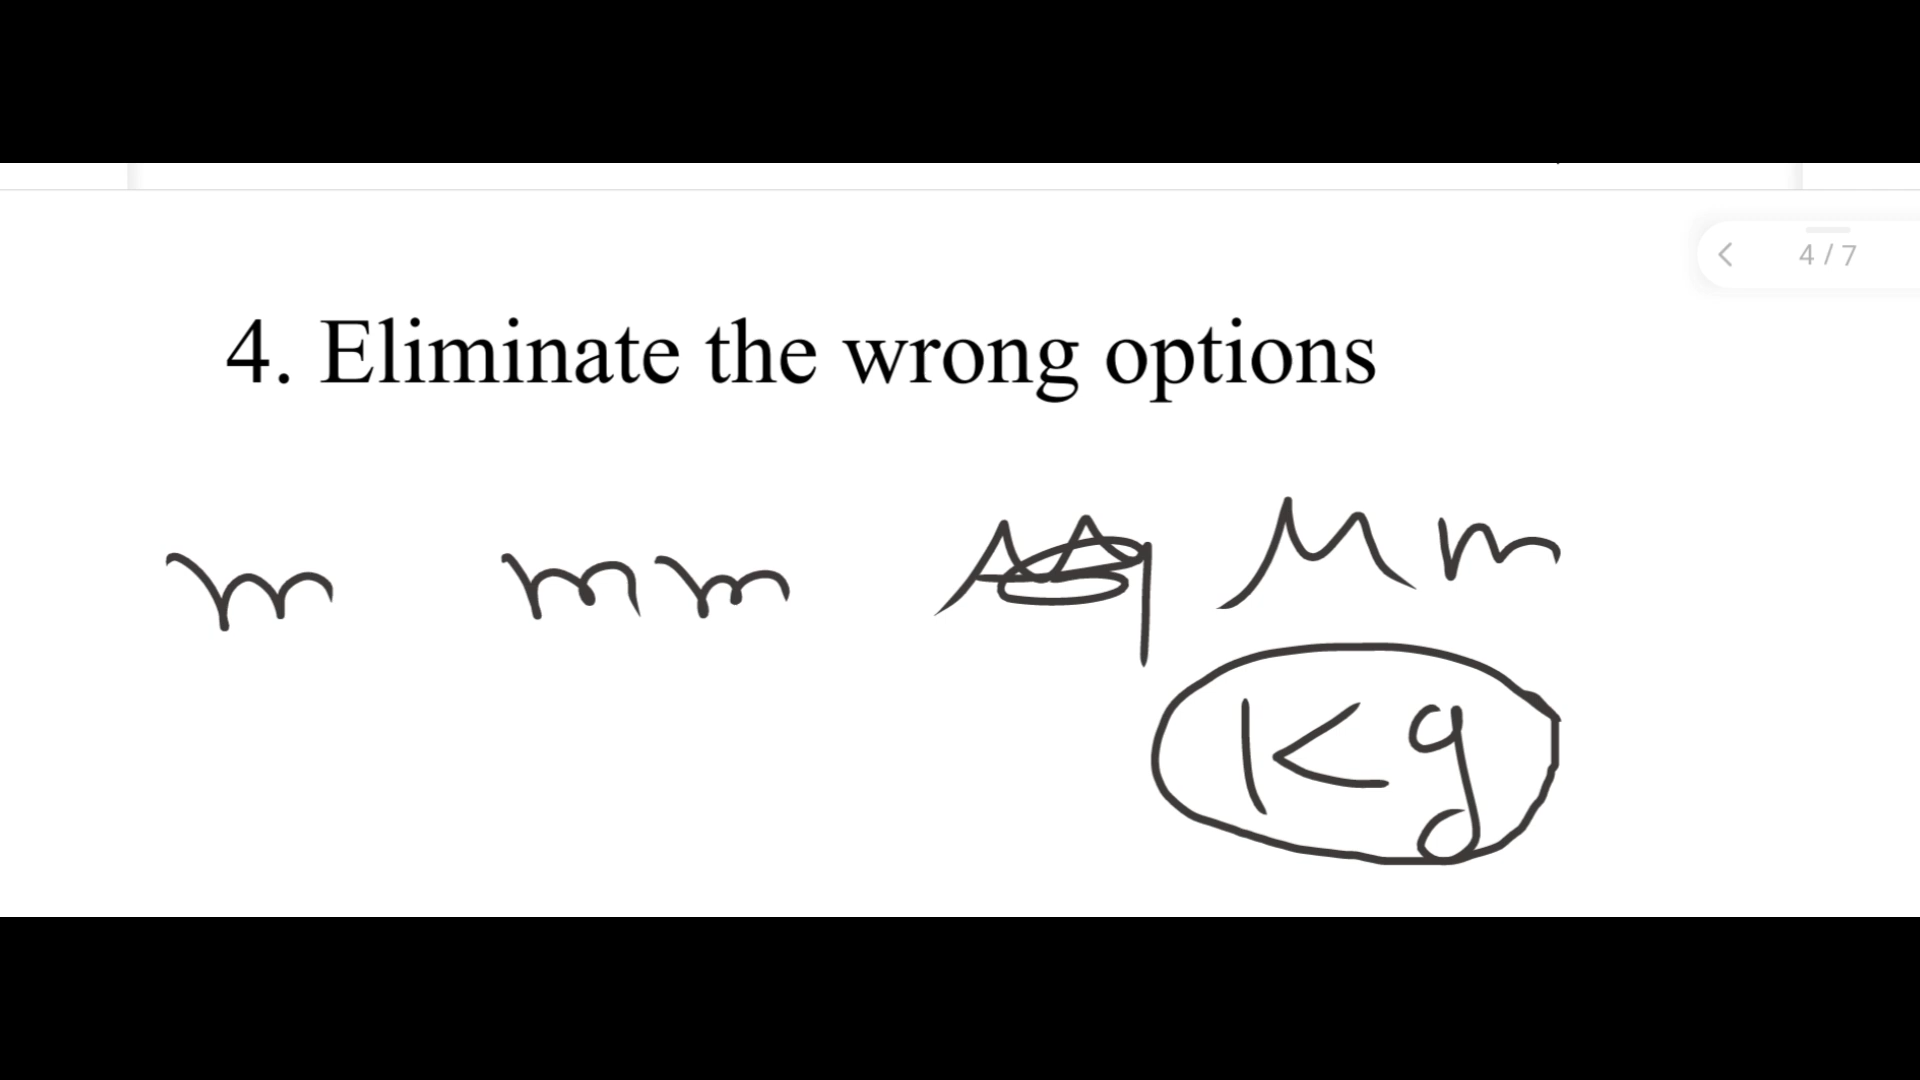 4 / 7
4. Eliminate the wrong options
m mm Mm
Kg